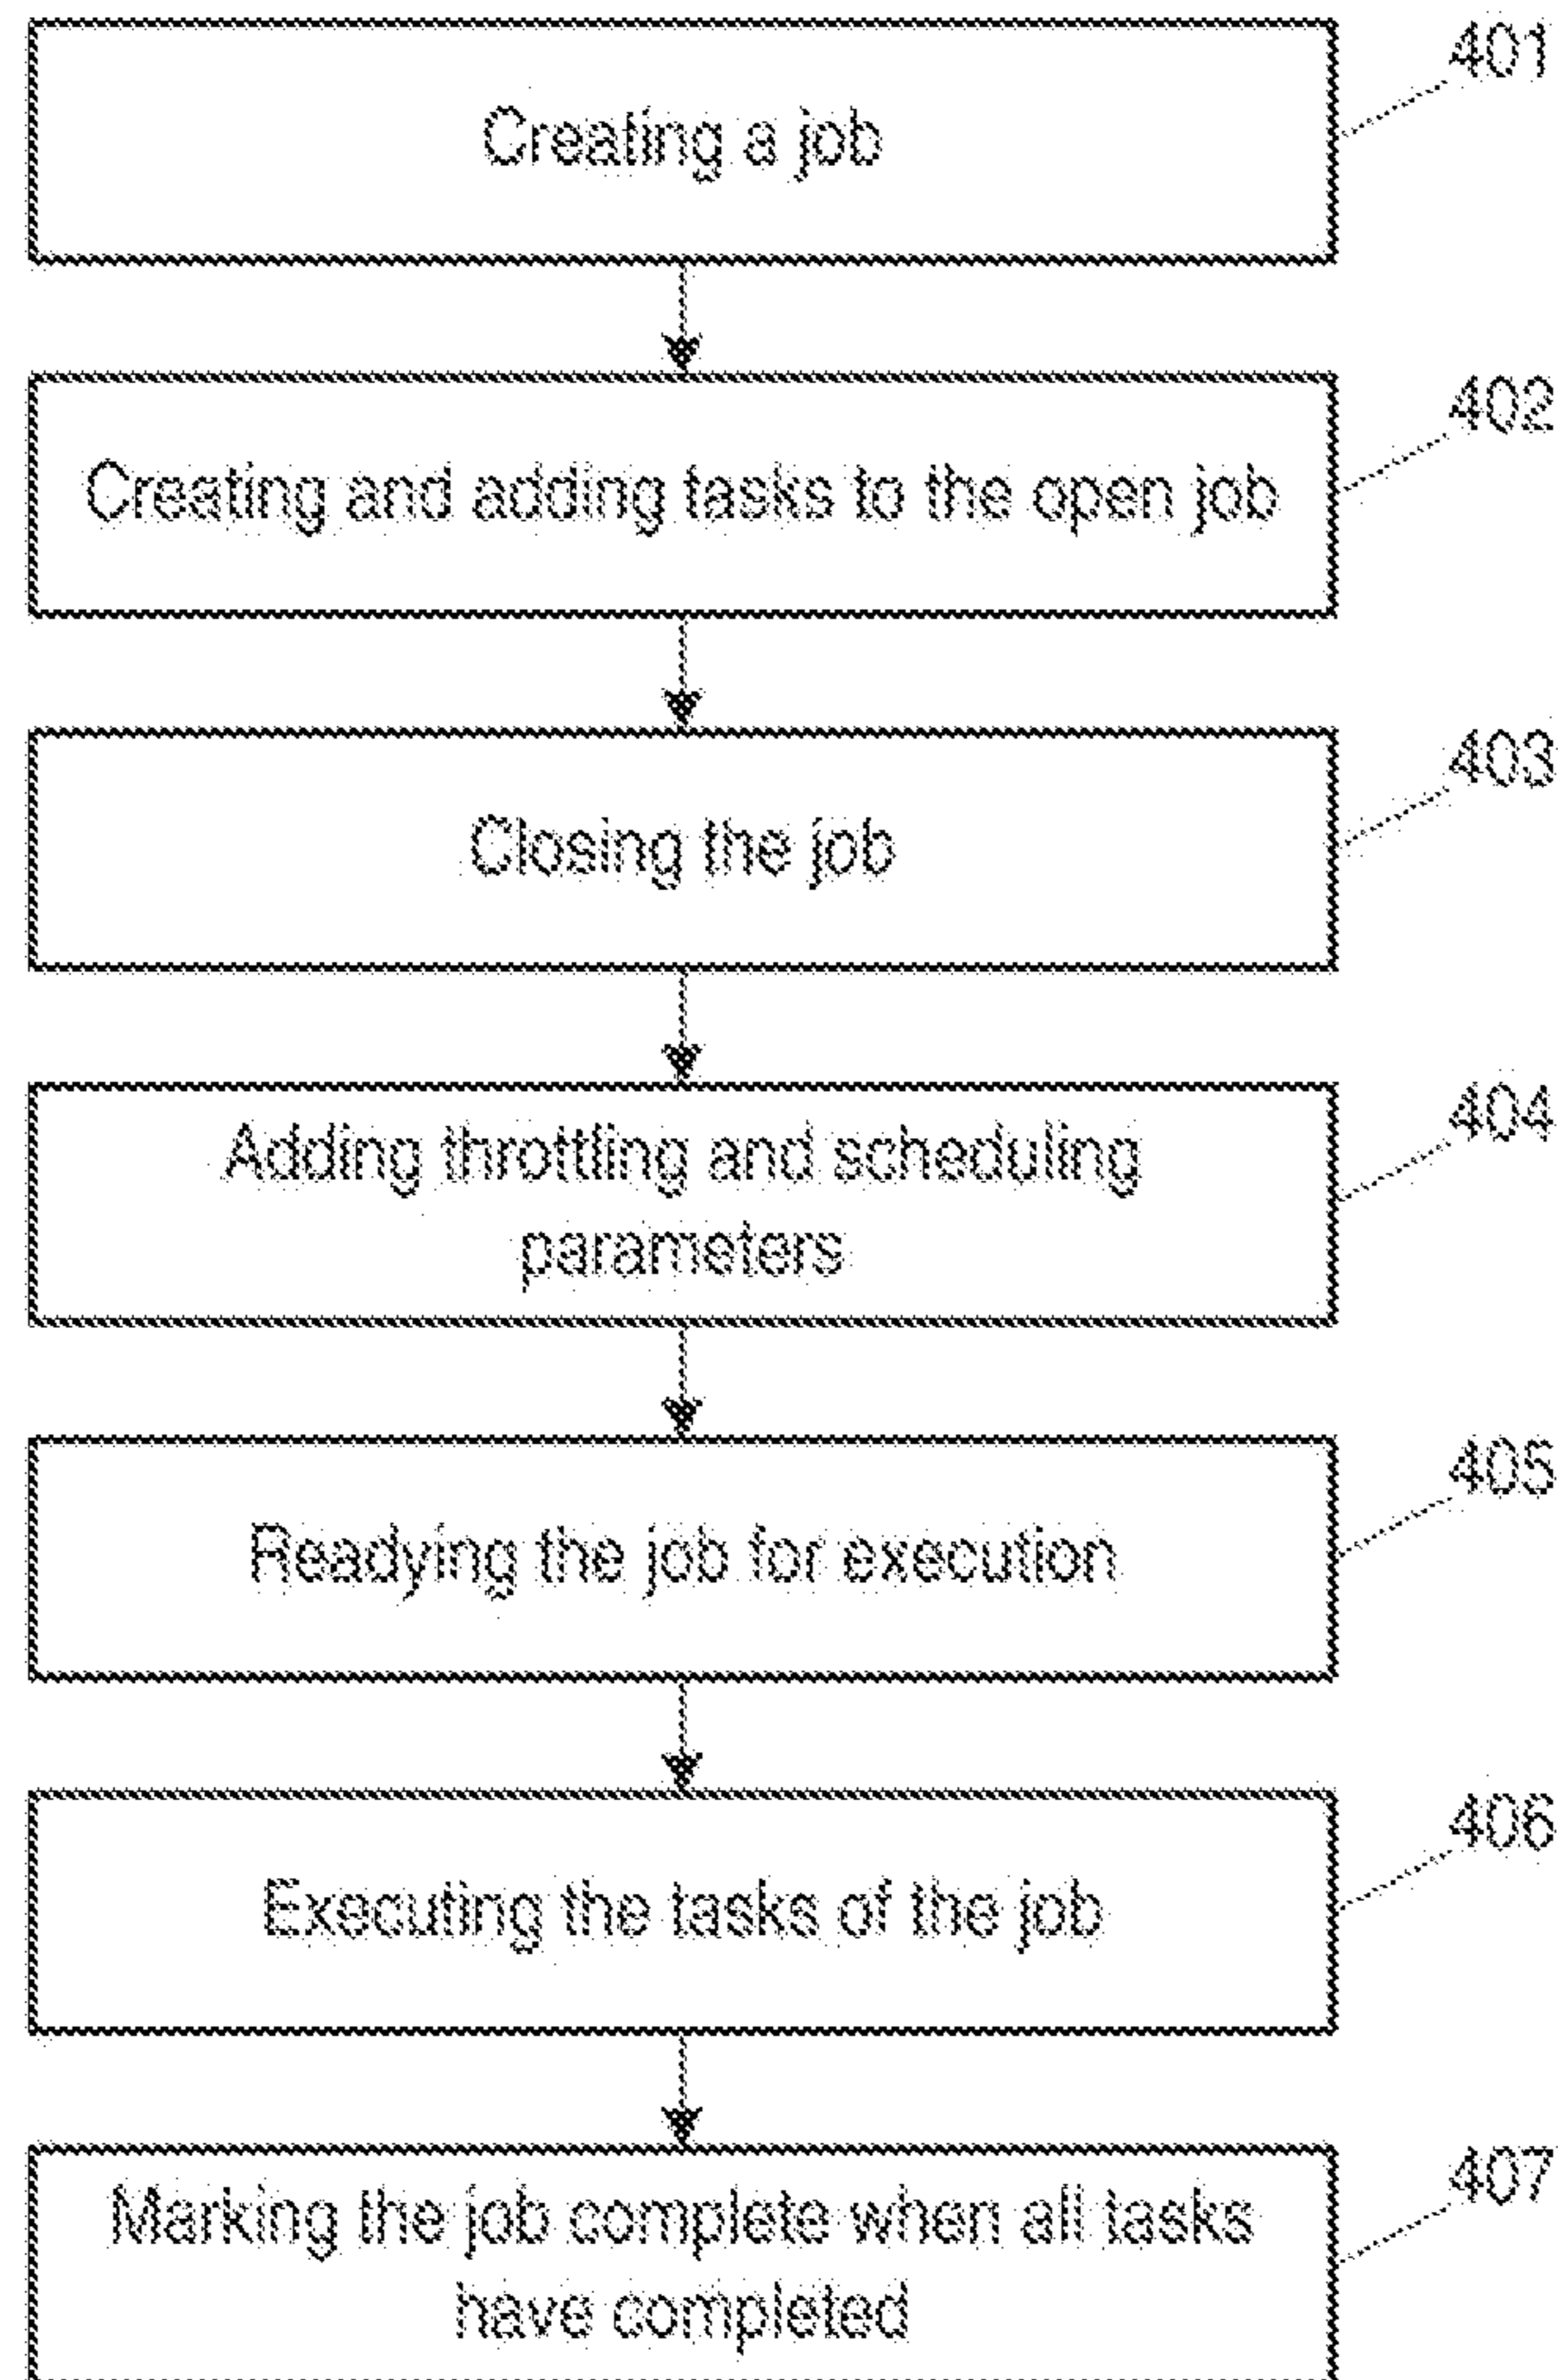 401
Creating a job
402
Creating and adding tasks to the open job
403
Closing the job
404
Adding throttling and scheduling
parameters
405
Readying the job for execution
406
Executing the tasks of the job
407
Marking the job complete when all tasks
have completed